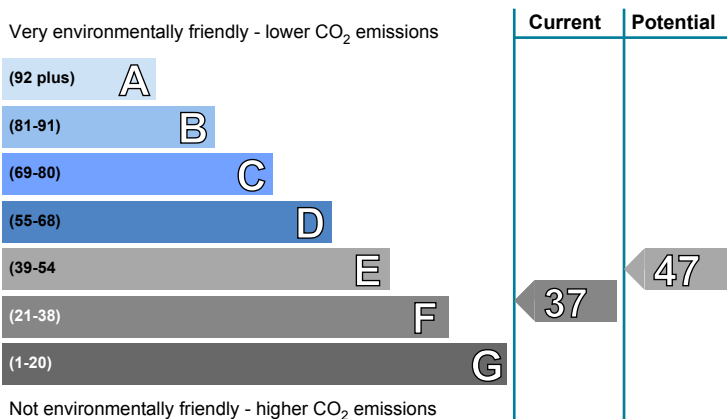 Very environmentally friendly - lower CO2 emissions
Current
Potential
(92 plus) A
(81-91) B
(69-80) C
(55-68) D
(39-54 E
47
(21-38) F
37
(1-20) G
Not environmentally friendly - higher CO2 emissions